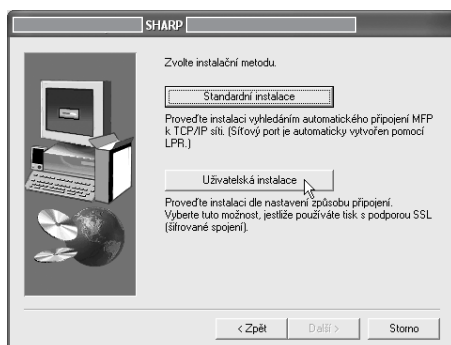 SHARP
Zvolte instalační metodu.
Standardní instalace
Proveďte instalaci vyhledáním automatického připojení MFP
k TCP/IP síti. (Síťový port je automaticky vytvořen pomocí
LPR.)
Uživatelská instalace
Proveďte instalaci dle nastavení způsobu připojení.
Vyberte tuto možnost, jestliže používáte tisk s podporou SSL
(šifrované spojení).
< Zpět
Další >
Storno